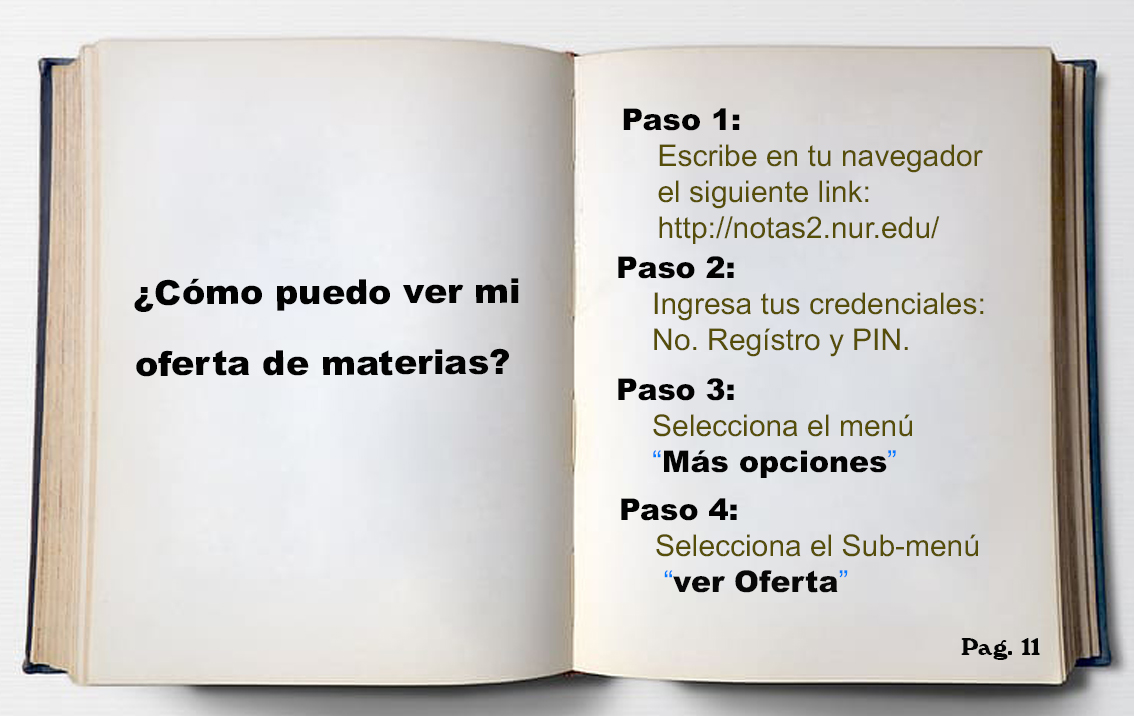 ¿Cómo puedo ver mi
oferta de materias?
Paso 1:
Escribe en tu navegador
el siguiente link:
http://notas2.nur.edu/
Paso 2:
Ingresa tus credenciales:
No. Regístro y PIN.
Paso 3:
Selecciona el menú
“Más opciones”
Paso 4:
Selecciona el Sub-menú
“ver Oferta”
Pag. 11